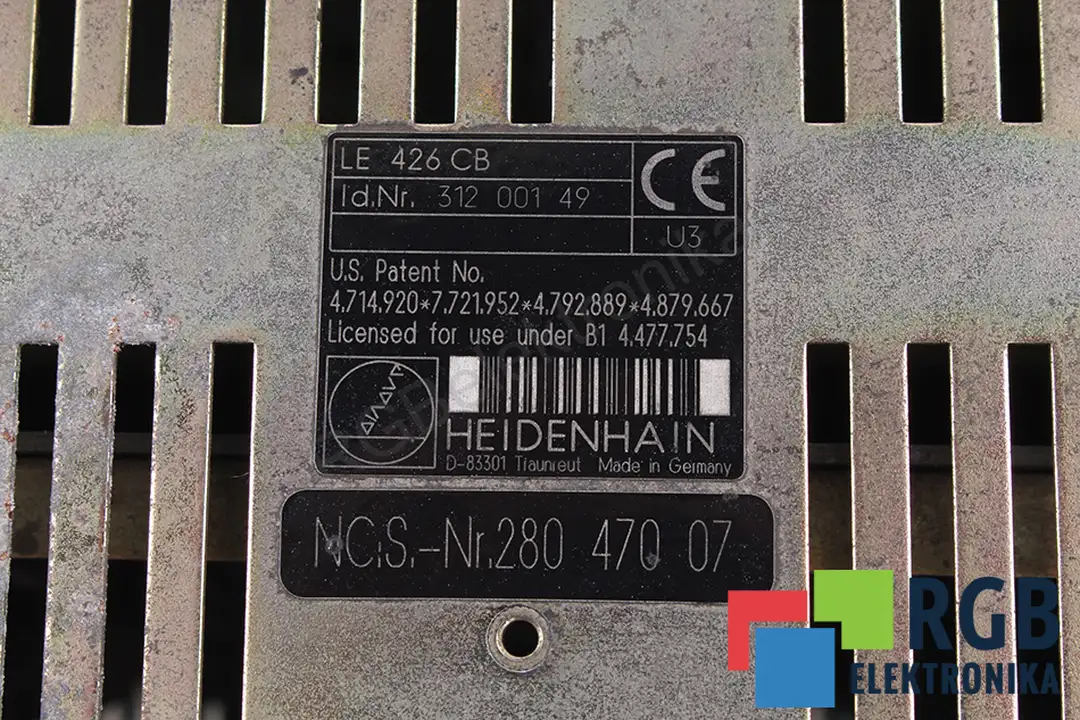 LE 426 CB
Id.Nr. 312 001 49
CE
U3
U.S. Patent No.
4.714.920*7.721.952*4.792.889*4.879.667
Licensed for use under B1 4.477.754
HEIDENHAIN
D-83301 Traunreut Made in Germany
NC.S.-Nr.280 470 07
RGB
ELEKTRONIKA